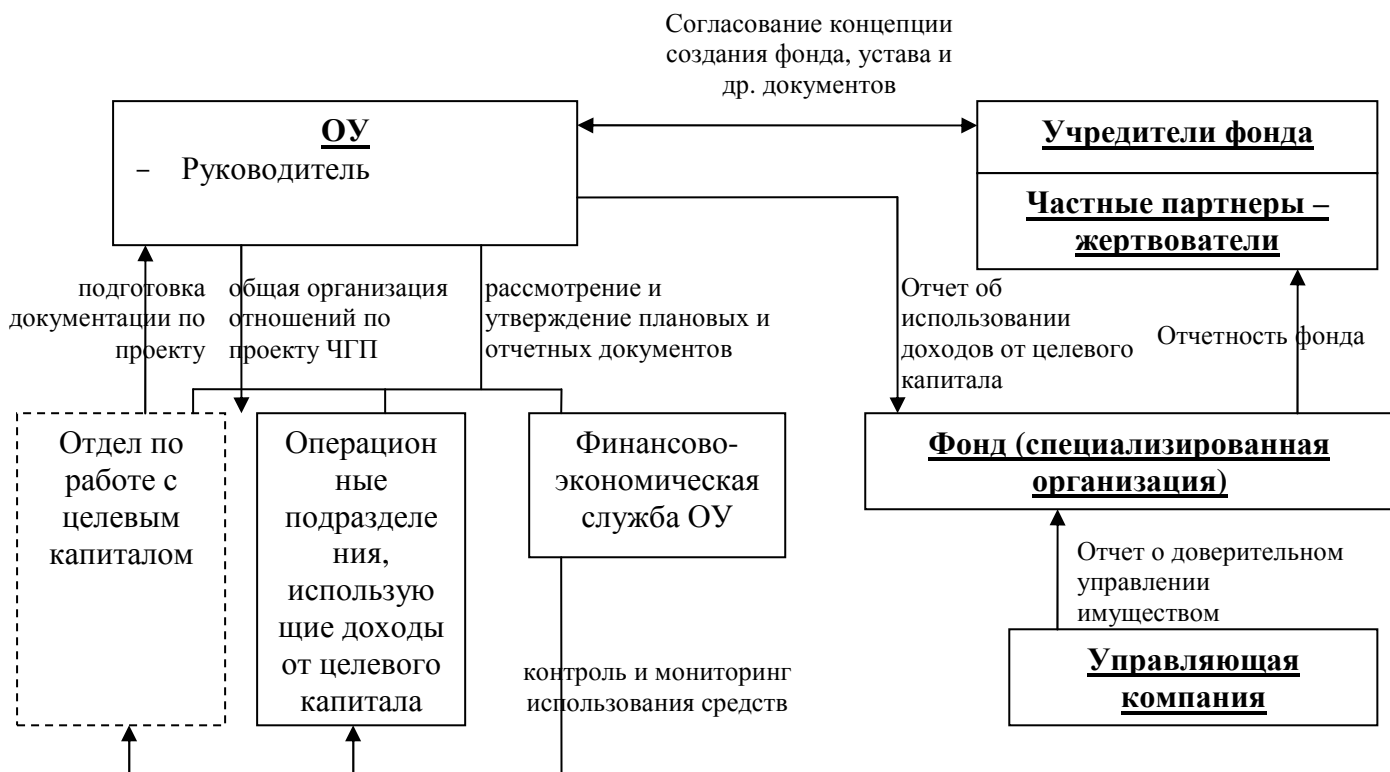 Согласование концепции
создания фонда, устава и
др. документов
ОУ
– Руководитель
Учредители фонда
Частные партнеры –
жертвователи
подготовка
документации по
проекту
общая организация
отношений по
проекту ЧГП
рассмотрение и
утверждение плановых и
отчетных документов
Отчет об
использовании
доходов от целевого
капитала
Отчетность фонда
Отдел по
работе с
целевым
капиталом
Операцион
ные
подразделе
ния,
использую
щие доходы
от целевого
капитала
Финансово-
экономическая
служба ОУ
Фонд (специализированная
организация)
Отчет о доверительном
управлении
имуществом
контроль и мониторинг
использования средств
Управляющая
компания